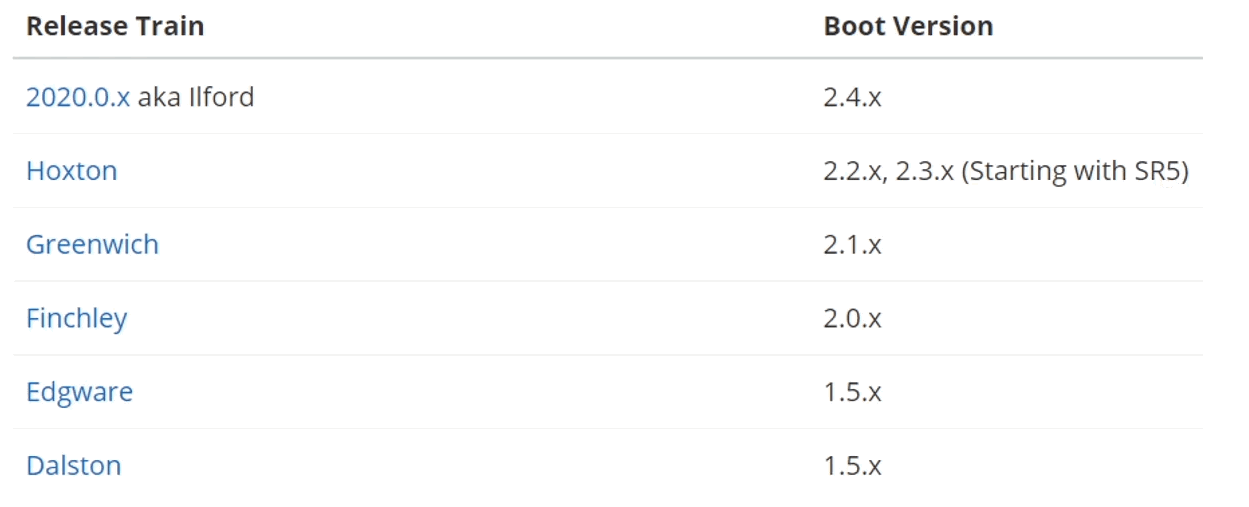 Release Train Boot Version
2020.0.x aka Ilford 2.4.x
Hoxton 2.2.x, 2.3.x (Starting with SR5)
Greenwich 2.1.x
Finchley 2.0.x
Edgware 1.5.x
Dalston 1.5.x